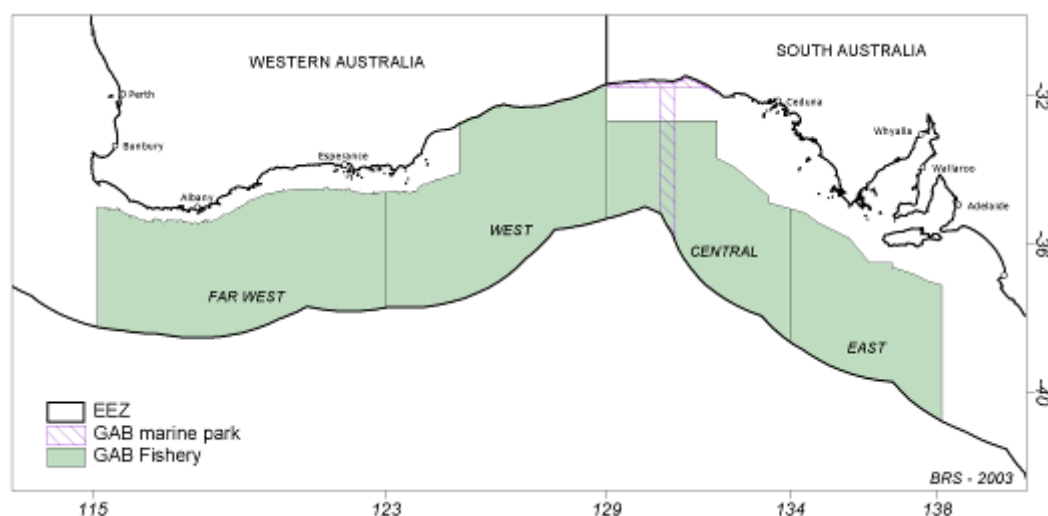 WESTERN AUSTRALIA
SOUTH AUSTRALIA
Perth
Bunbury
Albany
Esperance
Ceduna
Whyalla
Wallaroo
Adelaide
-32
-36
-40
FAR WEST
WEST
CENTRAL
EAST
EEZ
GAB marine park
GAB Fishery
BRS - 2003
115
123
129
134
138